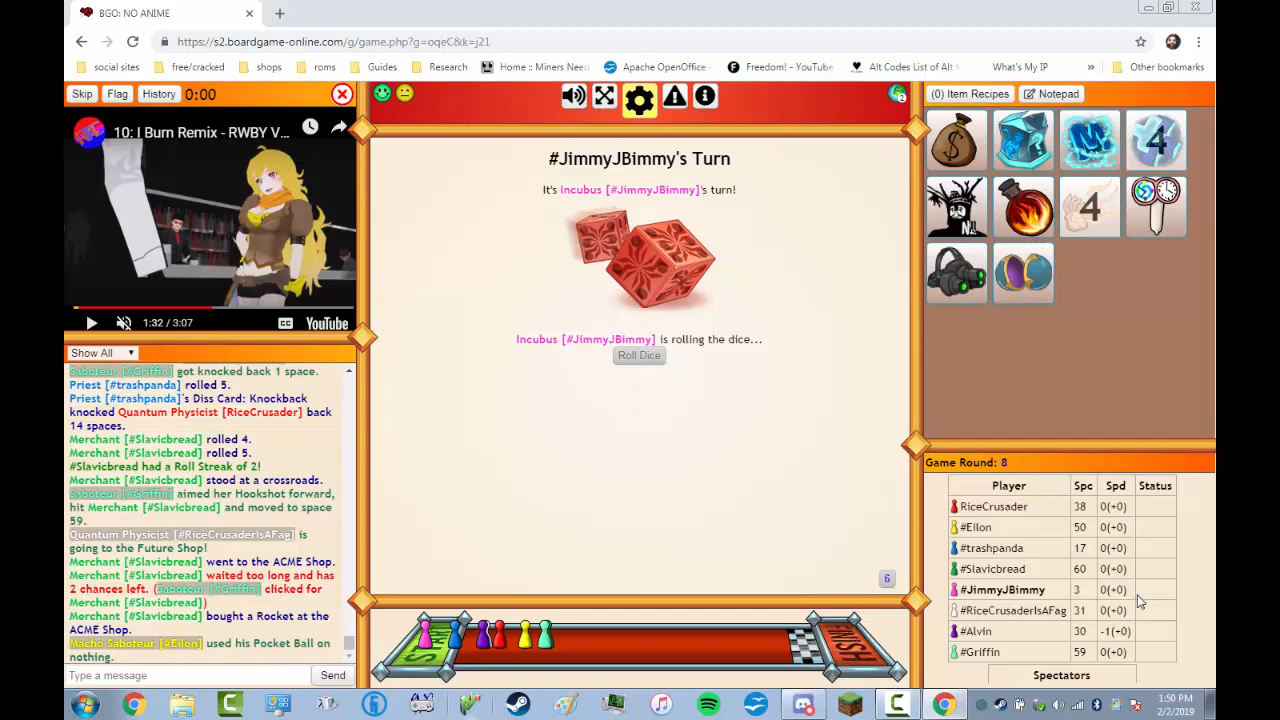 BGO: NO ANIME
https://s2.boardgame-online.com/g/game.php?g=oqeC&k=j21
social sites
free/cracked
shops
roms
Guides
Research
Home :: Miners Need
Apache OpenOffice -
Freedom! - YouTube
Alt Codes List of Alt
What's My IP
»
Other bookmarks
Skip
Flag
History
0:00
10: I Burn Remix - RWBY V...
1:32 / 3:07
YouTube
Show All
Saboteur [#Griffin] got knocked back 1 space.
Priest [#trashpanda] rolled 5.
Priest [#trashpanda]'s Diss Card: Knockback
knocked Quantum Physicist [RiceCrusader] back
14 spaces.
Merchant [#Slavicbread] rolled 4.
Merchant [#Slavicbread] rolled 5.
#Slavicbread had a Roll Streak of 2!
Merchant [#Slavicbread] stood at a crossroads.
Saboteur [#Griffin] aimed her Hookshot forward,
hit Merchant [#Slavicbread] and moved to space
59.
Quantum Physicist [#RiceCrusaderIsAFag] is
going to the Future Shop!
Merchant [#Slavicbread] went to the ACME Shop.
Merchant [#Slavicbread] waited too long and has
2 chances left. (Saboteur [#Griffin] clicked for
Merchant [#Slavicbread])
Merchant [#Slavicbread] bought a Rocket at the
ACME Shop.
Macho Saboteur [#Eilon] used his Pocket Ball on
nothing.
Type a message
Send
2
#JimmyJBimmy's Turn
It's Incubus [#JimmyJBimmy]'s turn!
Incubus [#JimmyJBimmy] is rolling the dice...
Roll Dice
6
FINISH
(0) Item Recipes
Notepad
4
4
Game Round: 8
Player Spc Spd Status
RiceCrusader 38 0(+0)
#Eilon 50 0(+0)
#trashpanda 17 0(+0)
#Slavicbread 60 0(+0)
#JimmyJBimmy 3 0(+0)
#RiceCrusaderIsAFag 31 0(+0)
#Alvin 30 -1(+0)
#Griffin 59 0(+0)
Spectators
1:50 PM
2/2/2019